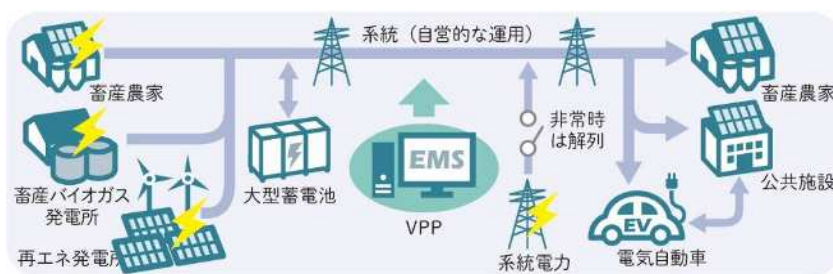 系統（自営的な運用）
畜産農家
畜産バイオガス
発電所
再エネ発電所
大型蓄電池
EMS
VPP
非常時
は解列
系統電力
畜産農家
公共施設
EV
電気自動車